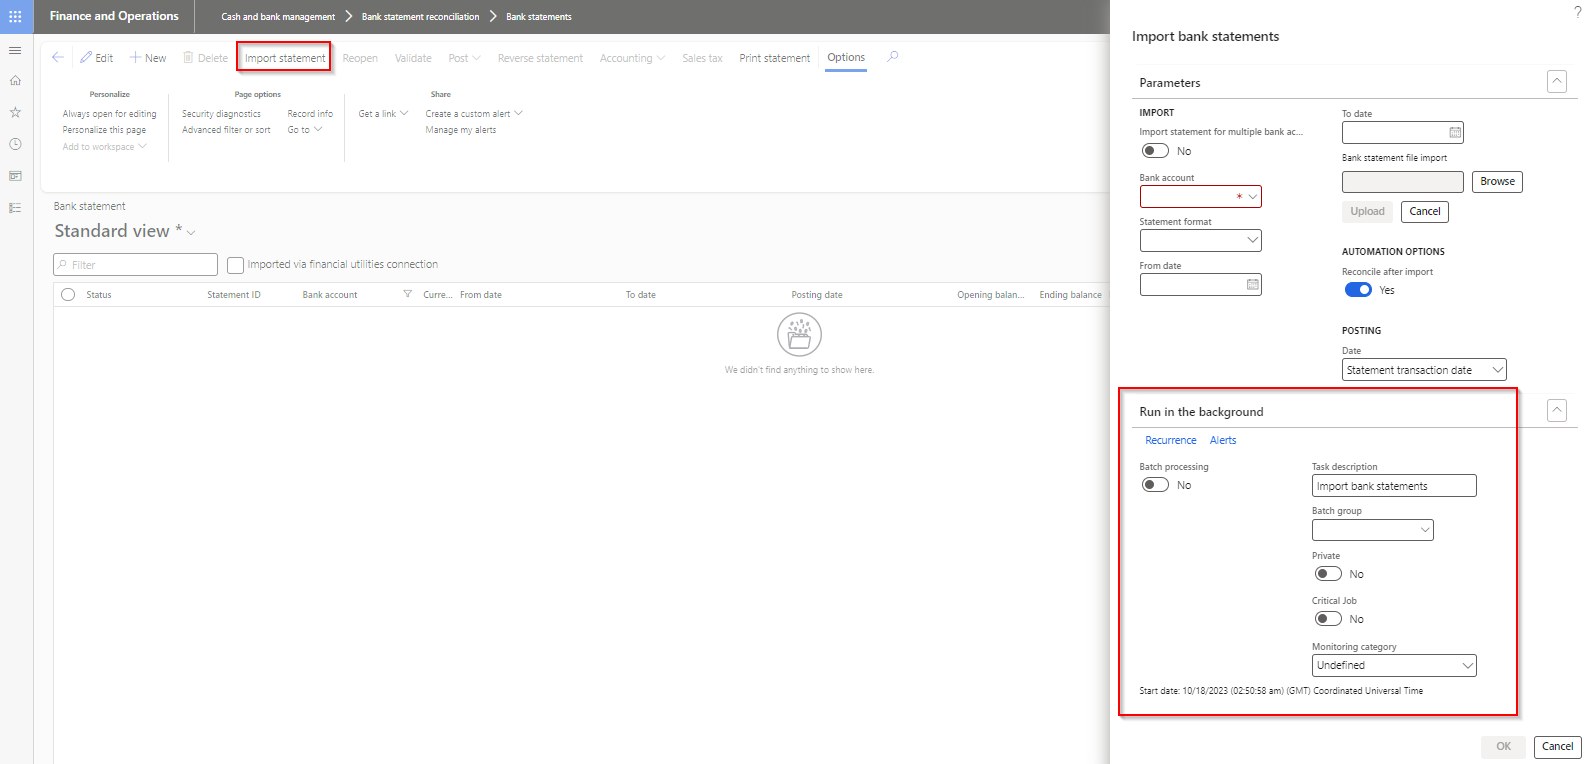 Finance and Operations
Cash and bank management
Bank statement reconciliation
Bank statements
Edit
New
Delete
Import statement
Reopen
Validate
Post
Reverse statement
Accounting
Sales tax
Print statement
Options
Personalize
Always open for editing
Personalize this page
Add to workspace
Page options
Security diagnostics
Advanced filter or sort
Record info
Go to
Share
Get a link
Create a custom alert
Manage my alerts
Bank statement
Standard view *
Filter
Imported via financial utilities connection
Status
Statement ID
Bank account
Curre...
From date
To date
Posting date
Opening balan...
Ending balance
We didn't find anything to show here.
?
Import bank statements
Parameters
IMPORT
Import statement for multiple bank ac...
No
Bank account
*
Statement format
From date
To date
Bank statement file import
Browse
Upload
Cancel
AUTOMATION OPTIONS
Reconcile after import
Yes
POSTING
Date
Statement transaction date
Run in the background
Recurrence
Alerts
Batch processing
No
Task description
Import bank statements
Batch group
Private
No
Critical Job
No
Monitoring category
Undefined
Start date: 10/18/2023 (02:50:58 am) (GMT) Coordinated Universal Time
OK
Cancel